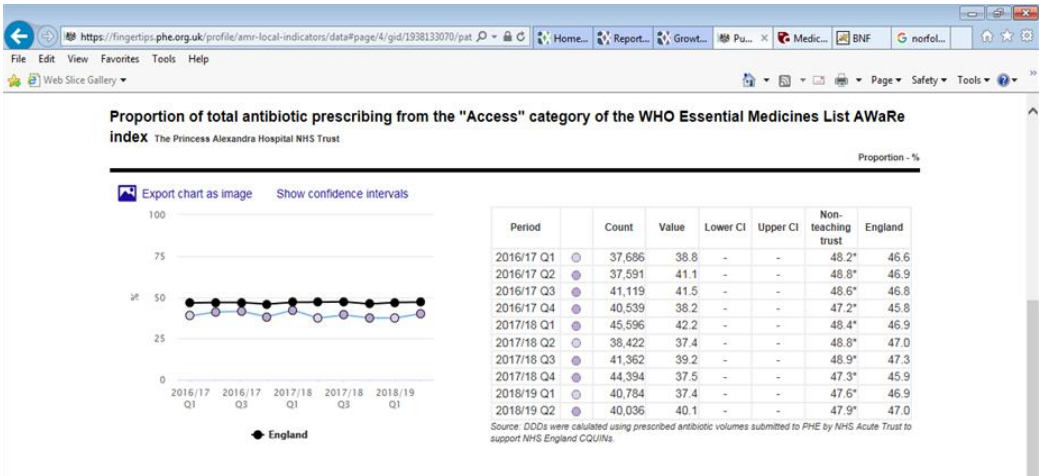 https://fingertips.phe.org.uk/profile/amr-local-indicators/data#page/4/gid/1938133070/pat
Home... Report... Growt... Pu... Medic... BNF norfol...
File Edit View Favorites Tools Help
Web Slice Gallery
Page Safety Tools
Proportion of total antibiotic prescribing from the "Access" category of the WHO Essential Medicines List AWaRe
index The Princess Alexandra Hospital NHS Trust
Proportion - %
Export chart as image Show confidence intervals
100
75
50
25
0
%
2016/17 Q1
2016/17 Q3
2017/18 Q1
2017/18 Q3
2018/19 Q1
England
Period Count Value Lower CI Upper CI Non-teaching trust England
2016/17 Q1 37,686 38.8 - - 48.2* 46.6
2016/17 Q2 37,591 41.1 - - 48.8* 46.9
2016/17 Q3 41,119 41.5 - - 48.6* 46.8
2016/17 Q4 40,539 38.2 - - 47.2* 45.8
2017/18 Q1 45,596 42.2 - - 48.4* 46.9
2017/18 Q2 38,422 37.4 - - 48.8* 47.0
2017/18 Q3 41,362 39.2 - - 48.9* 47.3
2017/18 Q4 44,394 37.5 - - 47.3* 45.9
2018/19 Q1 40,784 37.4 - - 47.6* 46.9
2018/19 Q2 40,036 40.1 - - 47.9* 47.0
Source: DDDs were calulated using prescribed antibiotic volumes submitted to PHE by NHS Acute Trust to
support NHS England CQUINs.